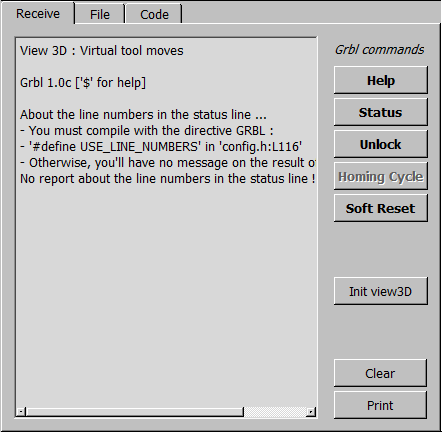 Receive File Code
View 3D : Virtual tool moves
Grbl 1.0c ['$' for help]
About the line numbers in the status line ...
- You must compile with the directive GRBL :
- '#define USE_LINE_NUMBERS' in 'config.h:L116'
- Otherwise, you'll have no message on the result o
No report about the line numbers in the status line !
Grbl commands
Help
Status
Unlock
Homing Cycle
Soft Reset
Init view3D
Clear
Print